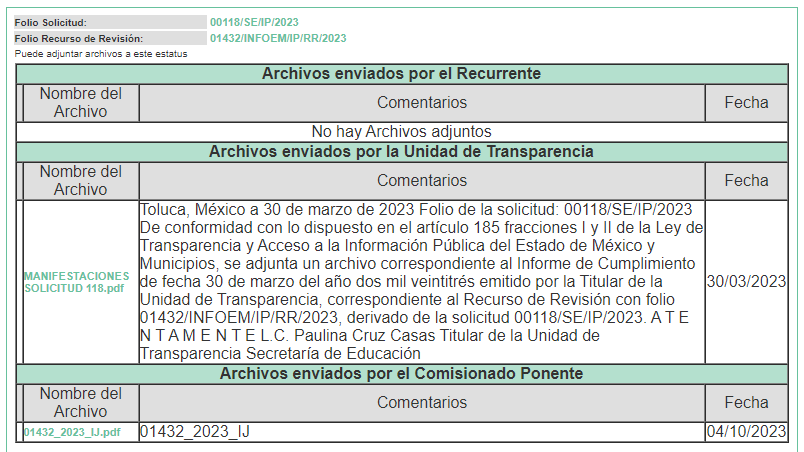 Folio Solicitud: 00118/SE/IP/2023
Folio Recurso de Revisión: 01432/INFOEM/IP/RR/2023
Puede adjuntar archivos a este estatus
Archivos enviados por el Recurrente
Nombre del Archivo Comentarios Fecha
No hay Archivos adjuntos
Archivos enviados por la Unidad de Transparencia
Nombre del Archivo Comentarios Fecha
MANIFESTACIONES SOLICITUD 118.pdf
Toluca, México a 30 de marzo de 2023 Folio de la solicitud: 00118/SE/IP/2023
De conformidad con lo dispuesto en el artículo 185 fracciones I y II de la Ley de
Transparencia y Acceso a la Información Pública del Estado de México y
Municipios, se adjunta un archivo correspondiente al Informe de Cumplimiento
de fecha 30 de marzo del año dos mil veintitrés emitido por la Titular de la
Unidad de Transparencia, correspondiente al Recurso de Revisión con folio
01432/INFOEM/IP/RR/2023, derivado de la solicitud 00118/SE/IP/2023. A T E
N T A M E N T E L.C. Paulina Cruz Casas Titular de la Unidad de
Transparencia Secretaría de Educación
30/03/2023
Archivos enviados por el Comisionado Ponente
Nombre del Archivo Comentarios Fecha
01432_2023_IJ.pdf 01432_2023_IJ 04/10/2023